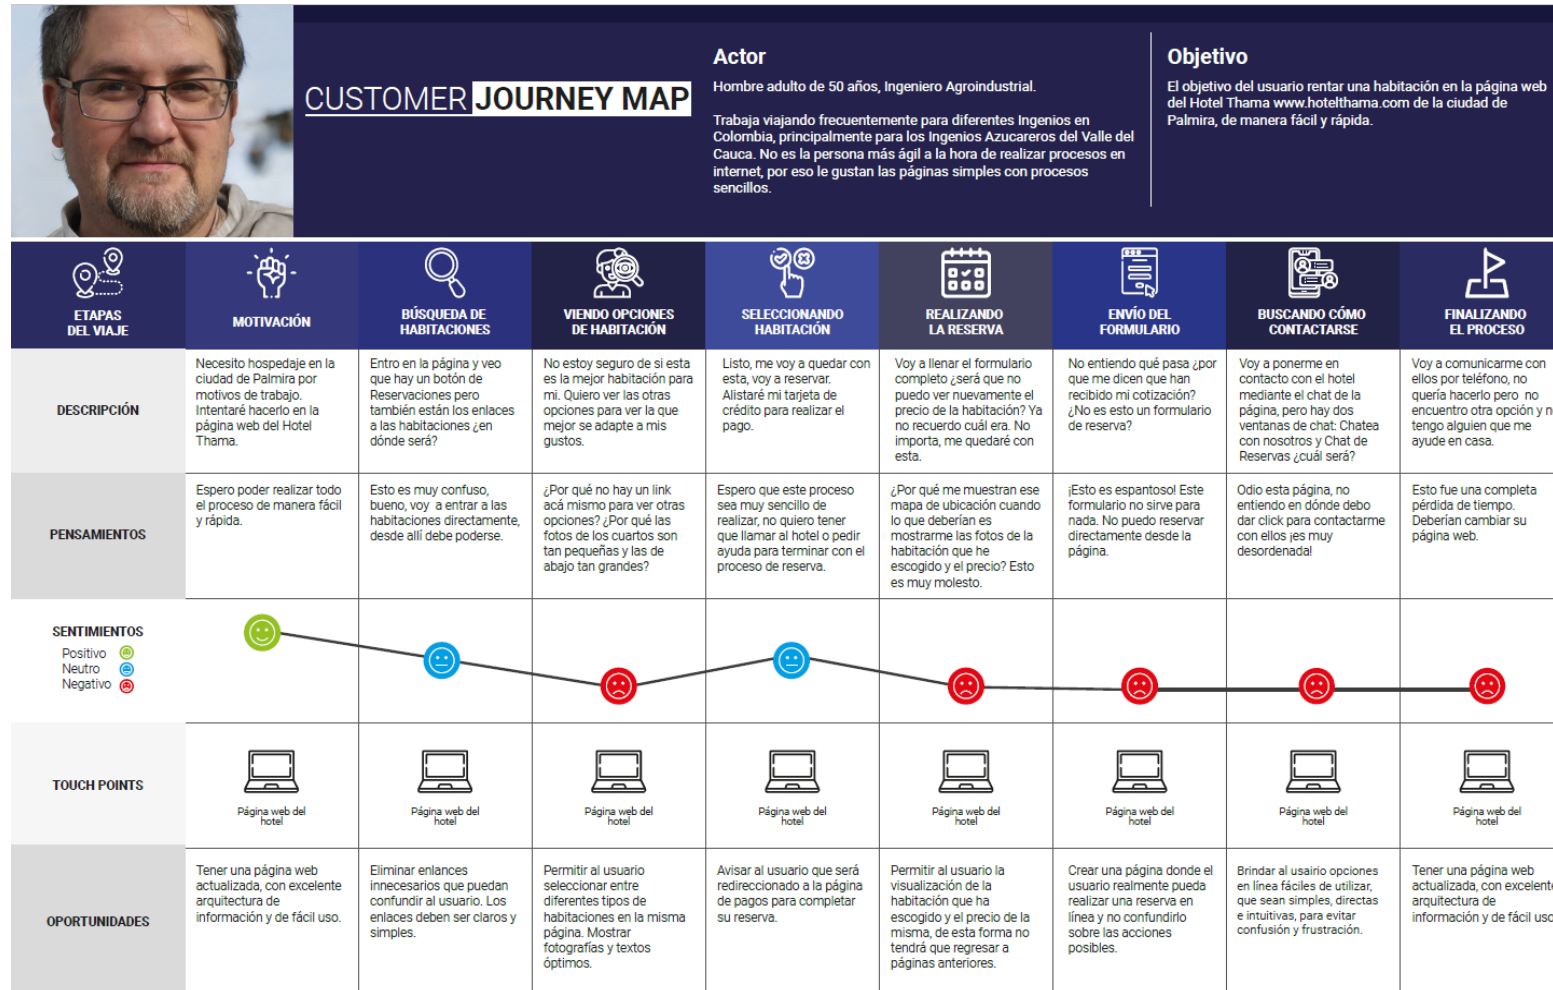 CUSTOMER JOURNEY MAP
Actor
Hombre adulto de 50 años, Ingeniero Agroindustrial.
Trabaja viajando frecuentemente para diferentes Ingenios en
Colombia, principalmente para los Ingenios Azucareros del Valle del
Cauca. No es la persona más ágil a la hora de realizar procesos en
internet, por eso le gustan las páginas simples con procesos
sencillos.
Objetivo
El objetivo del usuario rentar una habitación en la página web
del Hotel Thama www.hotelthama.com de la ciudad de
Palmira, de manera fácil y rápida.
ETAPAS
DEL VIAJE
MOTIVACIÓN
BÚSQUEDA DE
HABITACIONES
VIENDO OPCIONES
DE HABITACIÓN
SELECCIONANDO
HABITACIÓN
REALIZANDO
LA RESERVA
ENVÍO DEL
FORMULARIO
BUSCANDO CÓMO
CONTACTARSE
FINALIZANDO
EL PROCESO
DESCRIPCIÓN
Necesito hospedaje en la
ciudad de Palmira por
motivos de trabajo.
Intentaré hacerlo en la
página web del Hotel
Thama.
Entro en la página y veo
que hay un botón de
Reservaciones pero
también están los enlaces
a las habitaciones ¿en
dónde será?
No estoy seguro de si esta
es la mejor habitación para
mi. Quiero ver las otras
opciones para ver la que
mejor se adapte a mis
gustos.
Listo, me voy a quedar con
esta, voy a reservar.
Alistaré mi tarjeta de
crédito para realizar el
pago.
Voy a llenar el formulario
completo ¿será que no
puedo ver nuevamente el
precio de la habitación? Ya
no recuerdo cuál era. No
importa, me quedaré con
esta.
No entiendo qué pasa ¿por
que me dicen que han
recibido mi cotización?
¿No es esto un formulario
de reserva?
Voy a ponerme en
contacto con el hotel
mediante el chat de la
página, pero hay dos
ventanas de chat: Chatea
con nosotros y Chat de
Reservas ¿cuál será?
Voy a comunicarme con
ellos por teléfono, no
quería hacerlo pero no
encuentro otra opción y n
tengo alguien que me
ayude en casa.
PENSAMIENTOS
Espero poder realizar todo
el proceso de manera fácil
y rápida.
Esto es muy confuso,
bueno, voy a entrar a las
habitaciones directamente,
desde allí debe poderse.
¿Por qué no hay un link
acá mismo para ver otras
opciones? ¿Por qué las
fotos de los cuartos son
tan pequeñas y las de
abajo tan grandes?
Espero que este proceso
sea muy sencillo de
realizar, no quiero tener
que llamar al hotel o pedir
ayuda para terminar con el
proceso de reserva.
¿Por qué me muestran ese
mapa de ubicación cuando
lo que deberían es
mostrarme las fotos de la
habitación que he
escogido y el precio? Esto
es muy molesto.
¡Esto es espantoso! Este
formulario no sirve para
nada. No puedo reservar
directamente desde la
página.
Odio esta página, no
entiendo en dónde debo
dar click para contactarme
con ellos ¡es muy
desordenada!
Esto fue una completa
pérdida de tiempo.
Deberían cambiar su
página web.
SENTIMIENTOS
Positivo
Neutro
Negativo
TOUCH POINTS
Página web del
hotel
Página web del
hotel
Página web del
hotel
Página web del
hotel
Página web del
hotel
Página web del
hotel
Página web del
hotel
Página web del
hotel
OPORTUNIDADES
Tener una página web
actualizada, con excelente
arquitectura de
información y de fácil uso.
Eliminar enlances
innecesarios que puedan
confundir al usuario. Los
enlaces deben ser claros y
simples.
Permitir al usuario
seleccionar entre
diferentes tipos de
habitaciones en la misma
página. Mostrar
fotografías y textos
óptimos.
Avisar al usuario que será
redireccionado a la página
de pagos para completar
su reserva.
Permitir al usuario la
visualización de la
habitación que ha
escogido y el precio de la
misma, de esta forma no
tendrá que regresar a
páginas anteriores.
Crear una página donde el
usuario realmente pueda
realizar una reserva en
línea y no confundirlo
sobre las acciones
posibles.
Brindar al usairio opciones
en línea fáciles de utilizar,
que sean simples, directas
e intuitivas, para evitar
confusión y frustración.
Tener una página web
actualizada, con excelente
arquitectura de
información y de fácil uso